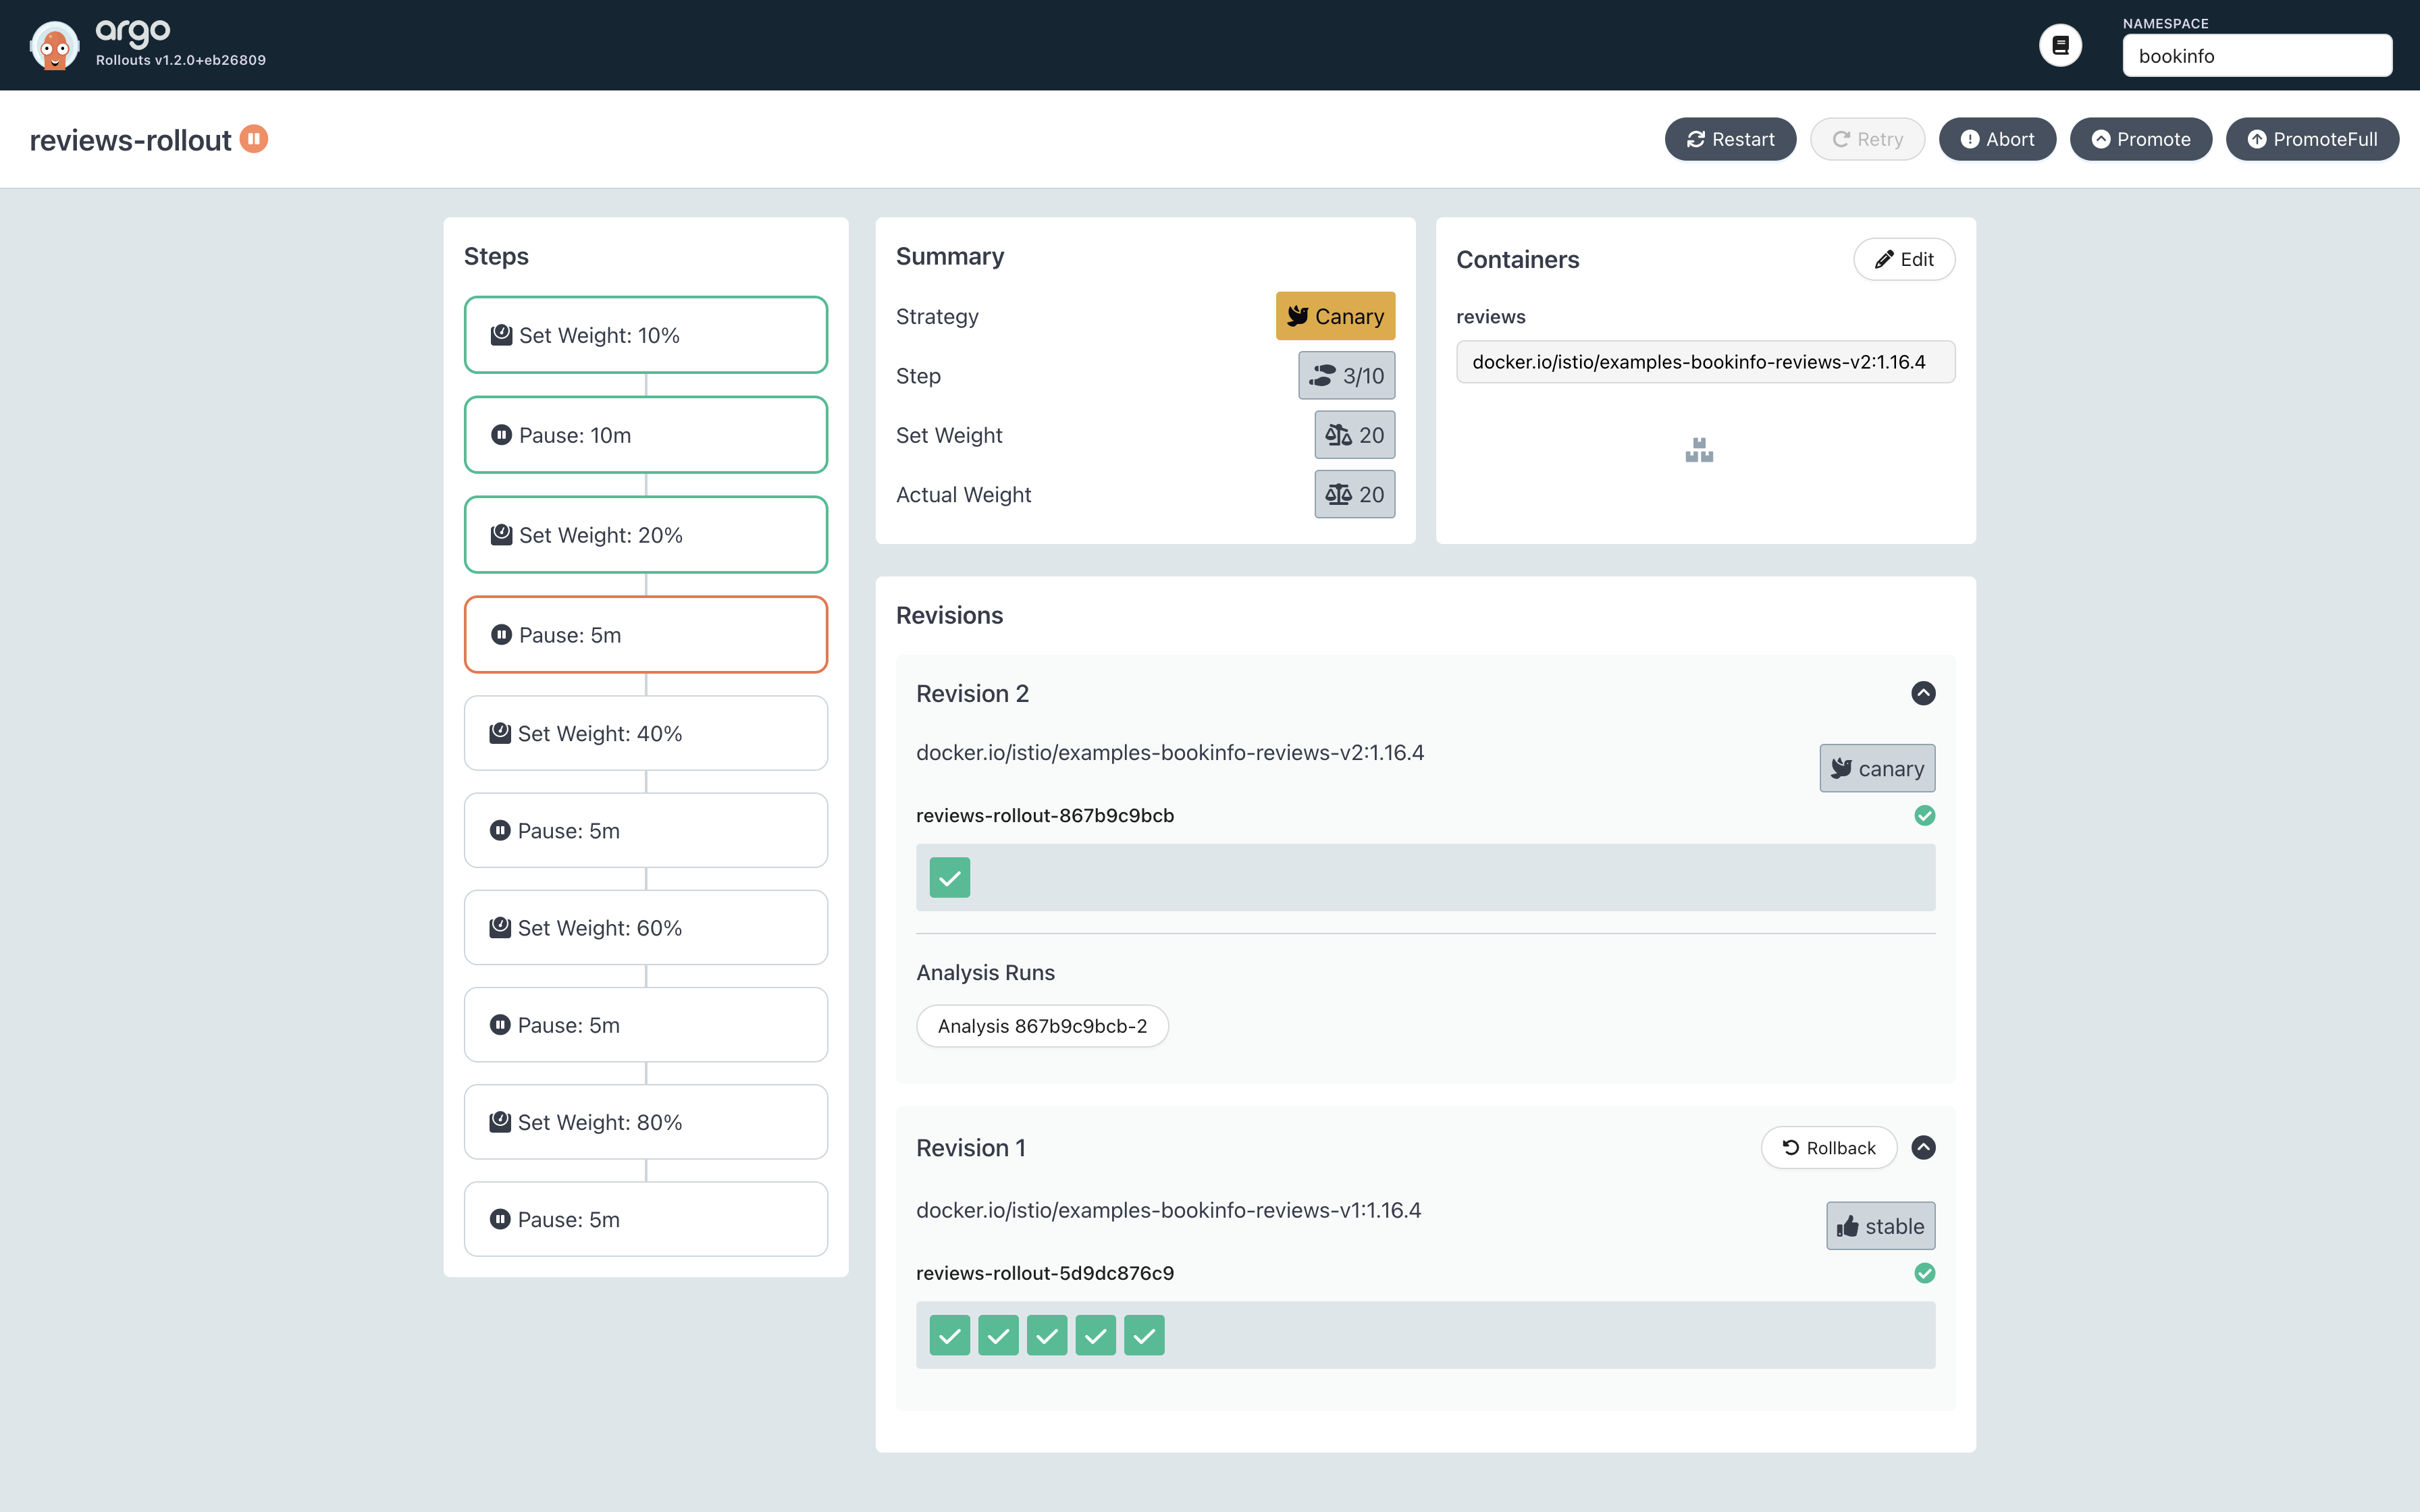 argo
Rollouts v1.2.0+eb26809
NAMESPACE
bookinfo
reviews-rollout
Restart
Retry
Abort
Promote
PromoteFull
Steps
Set Weight: 10%
Pause: 10m
Set Weight: 20%
Pause: 5m
Set Weight: 40%
Pause: 5m
Set Weight: 60%
Pause: 5m
Set Weight: 80%
Pause: 5m
Summary
Strategy Canary
Step 3/10
Set Weight 20
Actual Weight 20
Containers
Edit
reviews
docker.io/istio/examples-bookinfo-reviews-v2:1.16.4
Revisions
Revision 2
docker.io/istio/examples-bookinfo-reviews-v2:1.16.4
canary
reviews-rollout-867b9c9bcb
Analysis Runs
Analysis 867b9c9bcb-2
Revision 1
Rollback
docker.io/istio/examples-bookinfo-reviews-v1:1.16.4
stable
reviews-rollout-5d9dc876c9